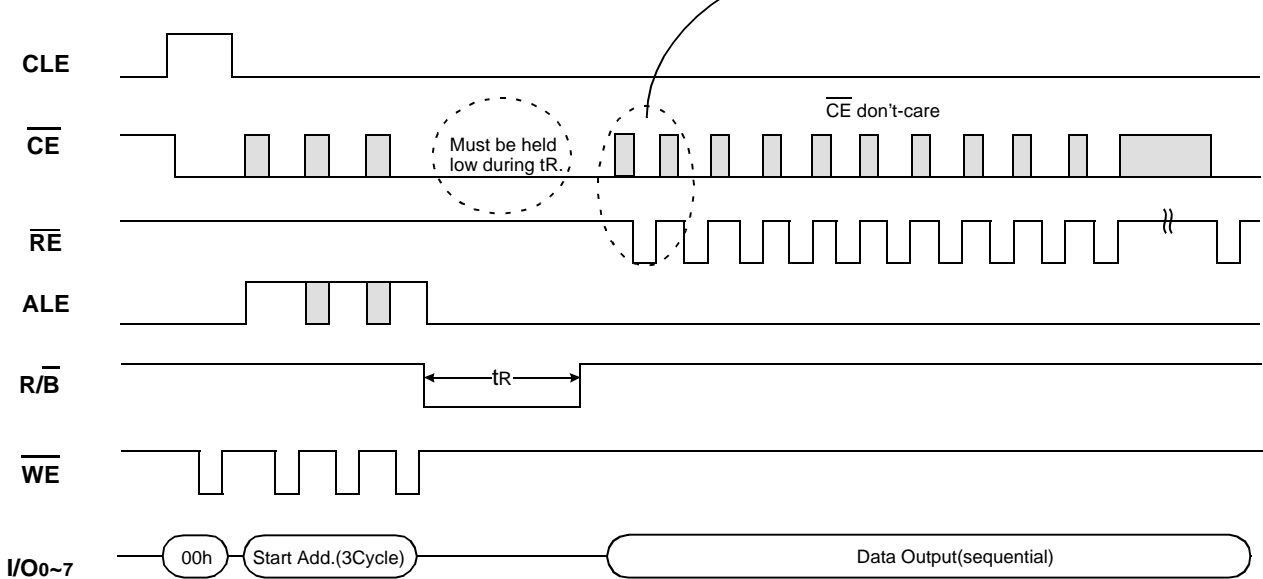 CLE
CE don't-care
CE
Must be held
low during tR.
RE
ALE
R/B
tR
WE
I/O0~7
00h
Start Add.(3Cycle)
Data Output(sequential)